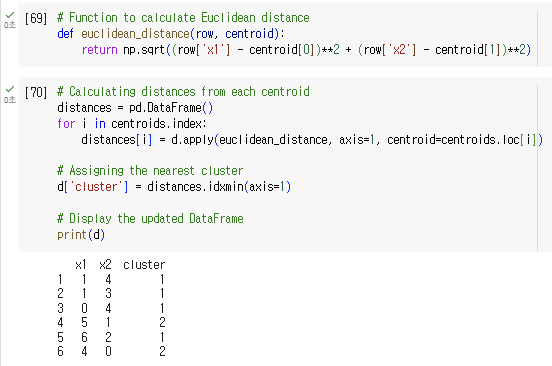 [69] # Function to calculate Euclidean distance
0초 def euclidean_distance(row, centroid):
return np.sqrt((row['x1'] - centroid[0])**2 + (row['x2'] - centroid[1])**2)
[70] # Calculating distances from each centroid
0초 distances = pd.DataFrame()
for i in centroids.index:
distances[i] = d.apply(euclidean_distance, axis=1, centroid=centroids.loc[i])
# Assigning the nearest cluster
d['cluster'] = distances.idxmin(axis=1)
# Display the updated DataFrame
print(d)
x1 x2 cluster
1 1 4 1
2 1 3 1
3 0 4 1
4 5 1 2
5 6 2 1
6 4 0 2